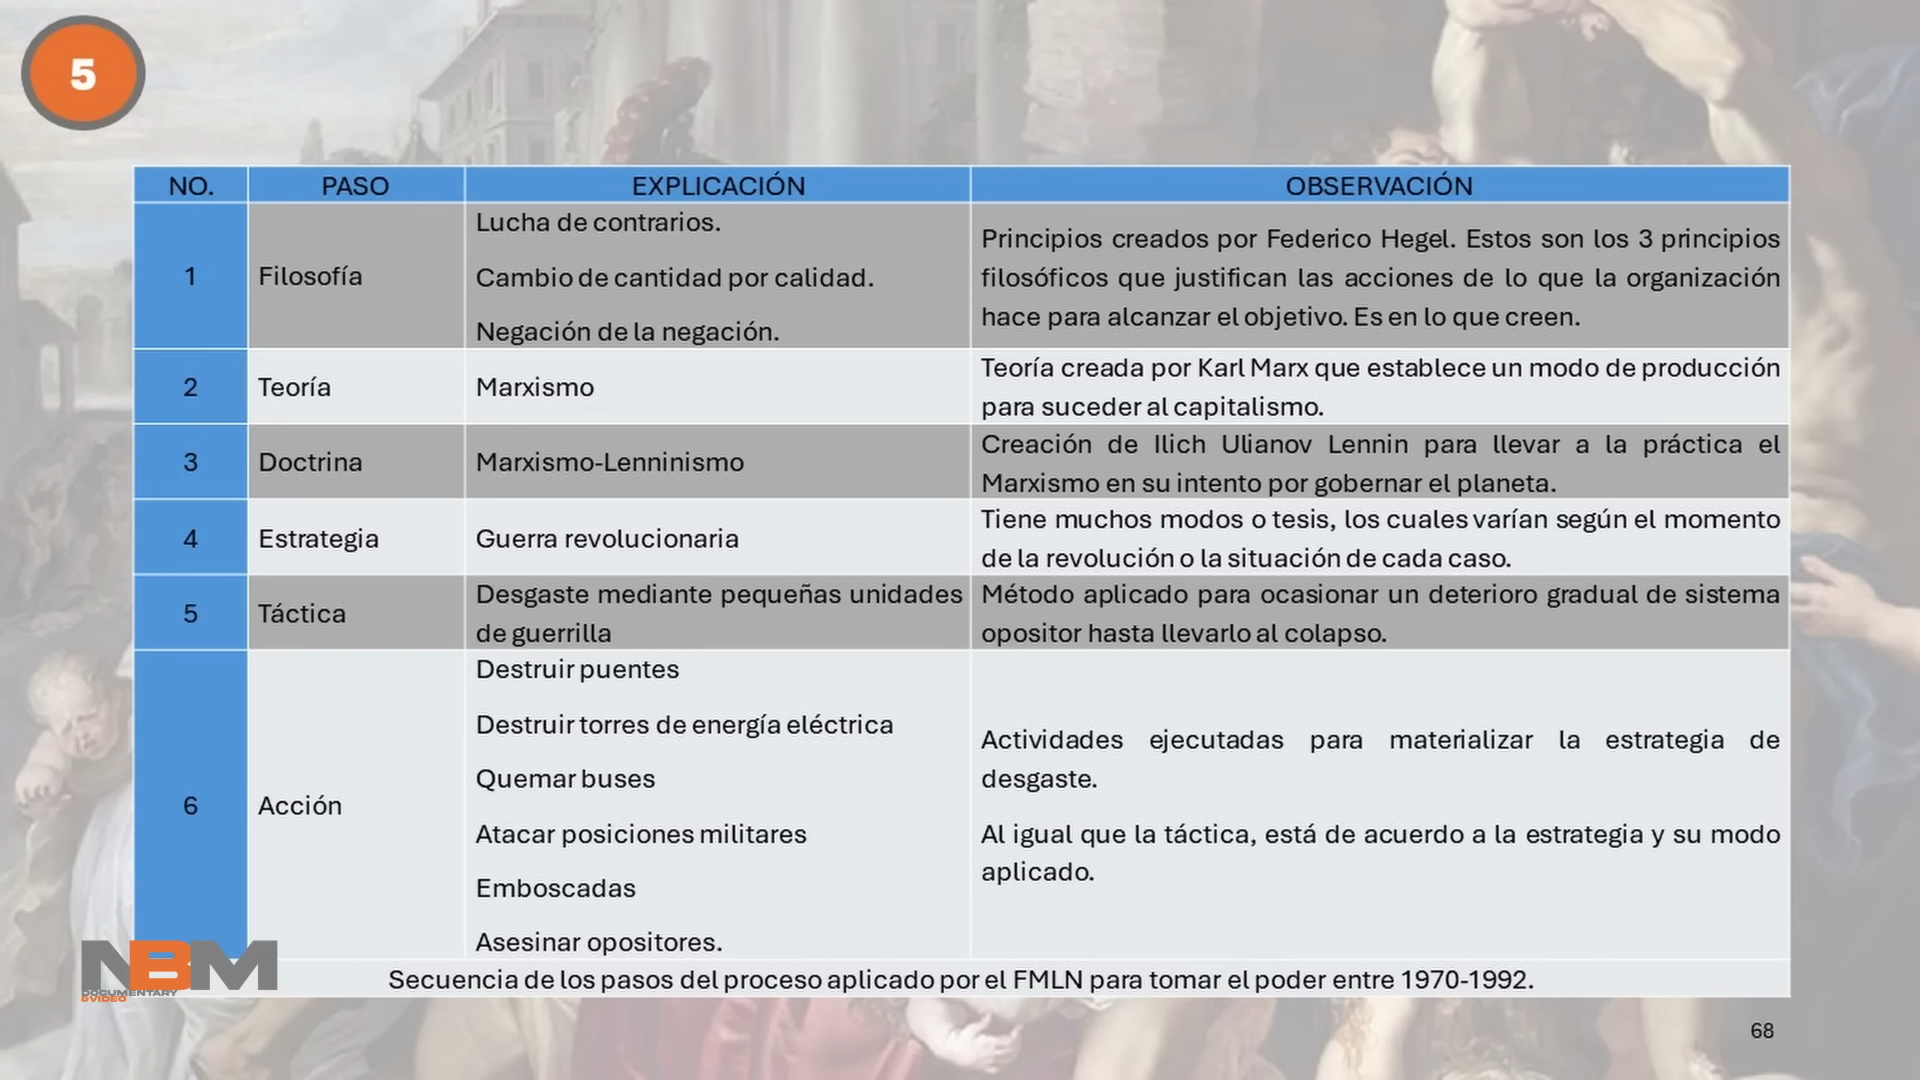 5
NO. PASO EXPLICACIÓN OBSERVACIÓN
1 Filosofía
Lucha de contrarios.
Cambio de cantidad por calidad.
Negación de la negación.
Principios creados por Federico Hegel. Estos son los 3 principios
filosóficos que justifican las acciones de lo que la organización
hace para alcanzar el objetivo. Es en lo que creen.
2 Teoría Marxismo
Teoría creada por Karl Marx que establece un modo de producción
para suceder al capitalismo.
3 Doctrina Marxismo-Lenninismo
Creación de Ilich Ulianov Lennin para llevar a la práctica el
Marxismo en su intento por gobernar el planeta.
4 Estrategia Guerra revolucionaria
Tiene muchos modos o tesis, los cuales varían según el momento
de la revolución o la situación de cada caso.
5 Táctica
Desgaste mediante pequeñas unidades
de guerrilla
Método aplicado para ocasionar un deterioro gradual de sistema
opositor hasta llevarlo al colapso.
6 Acción
Destruir puentes
Destruir torres de energía eléctrica
Quemar buses
Atacar posiciones militares
Emboscadas
Asesinar opositores.
Actividades ejecutadas para materializar la estrategia de
desgaste.
Al igual que la táctica, está de acuerdo a la estrategia y su modo
aplicado.
Secuencia de los pasos del proceso aplicado por el FMLN para tomar el poder entre 1970-1992.
NBM
DOCUMENTARY
&VIDEO
68